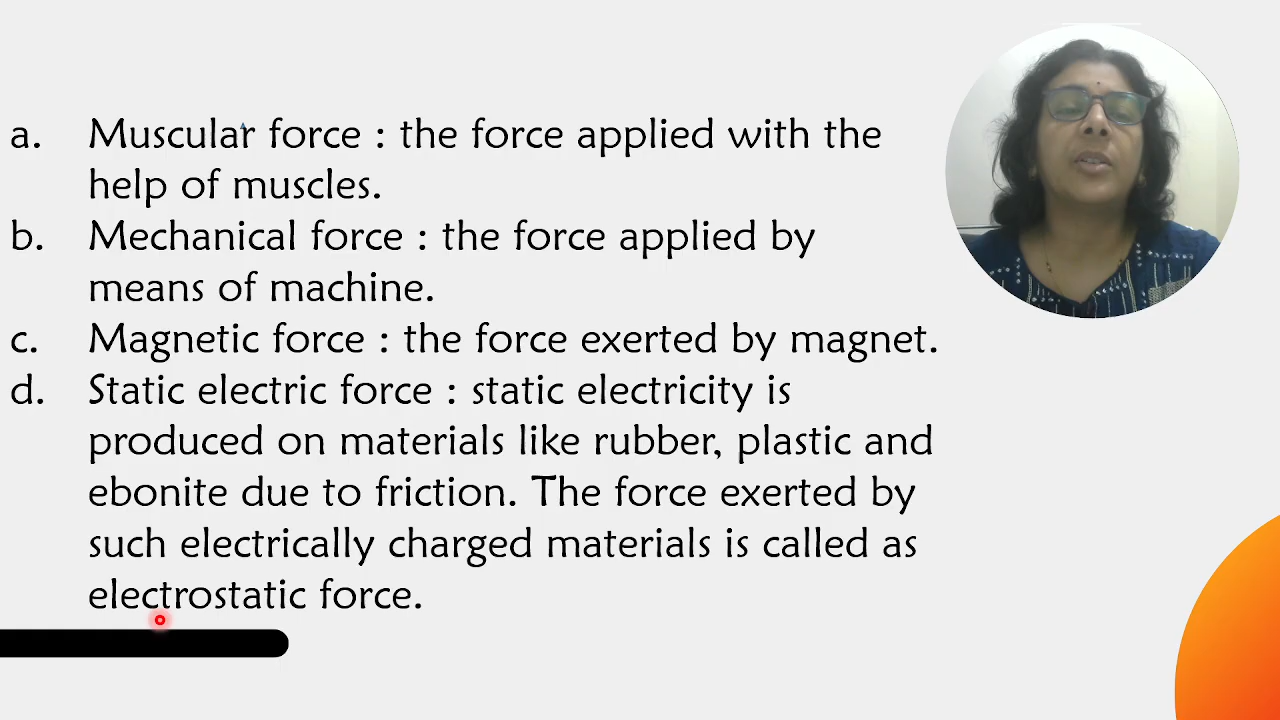 a. Muscular force : the force applied with the
help of muscles.
b. Mechanical force : the force applied by
means of machine.
c. Magnetic force : the force exerted by magnet.
d. Static electric force : static electricity is
produced on materials like rubber, plastic and
ebonite due to friction. The force exerted by
such electrically charged materials is called as
electrostatic force.